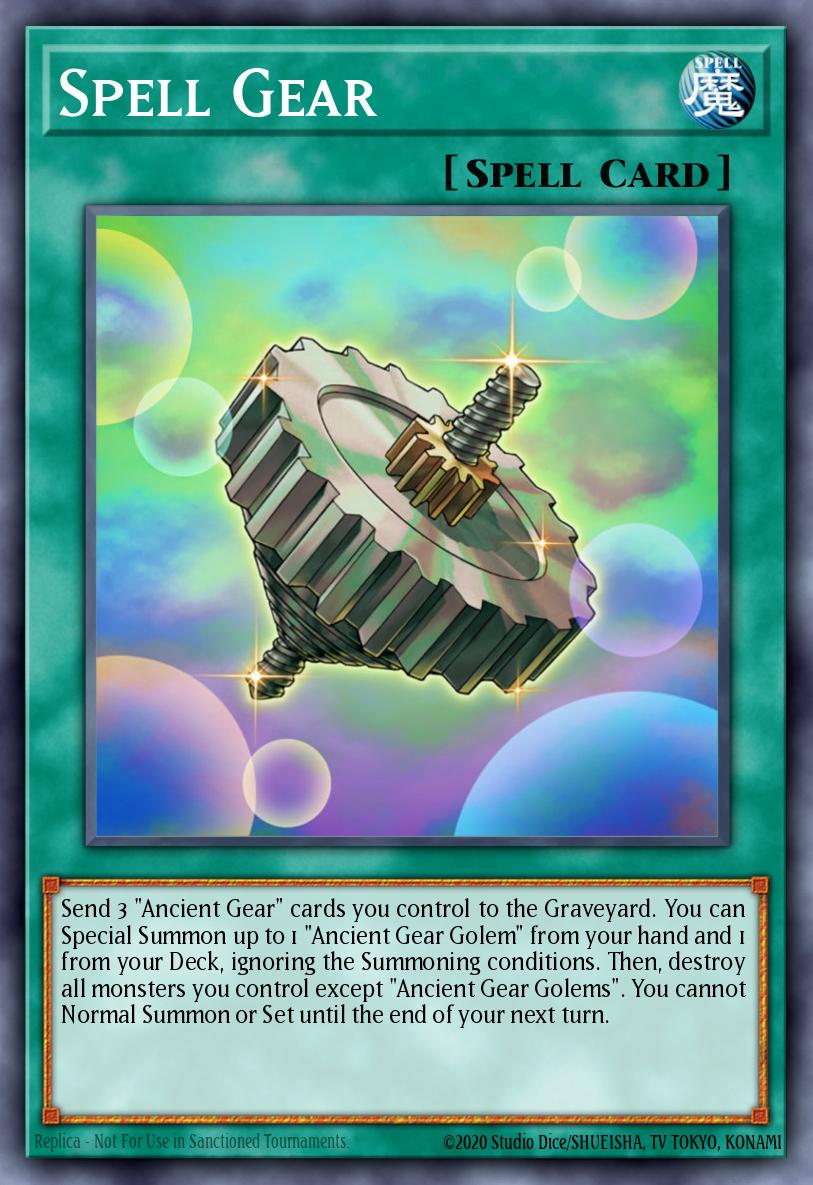 SPELL GEAR
SPELL
魔
[ SPELL CARD ]
Send 3 "Ancient Gear" cards you control to the Graveyard. You can
Special Summon up to 1 "Ancient Gear Golem" from your hand and 1
from your Deck, ignoring the Summoning conditions. Then, destroy
all monsters you control except "Ancient Gear Golems". You cannot
Normal Summon or Set until the end of your next turn.
Replica - Not For Use in Sanctioned Tournaments.
©2020 Studio Dice/SHUEISHA, TV TOKYO, KONAMI